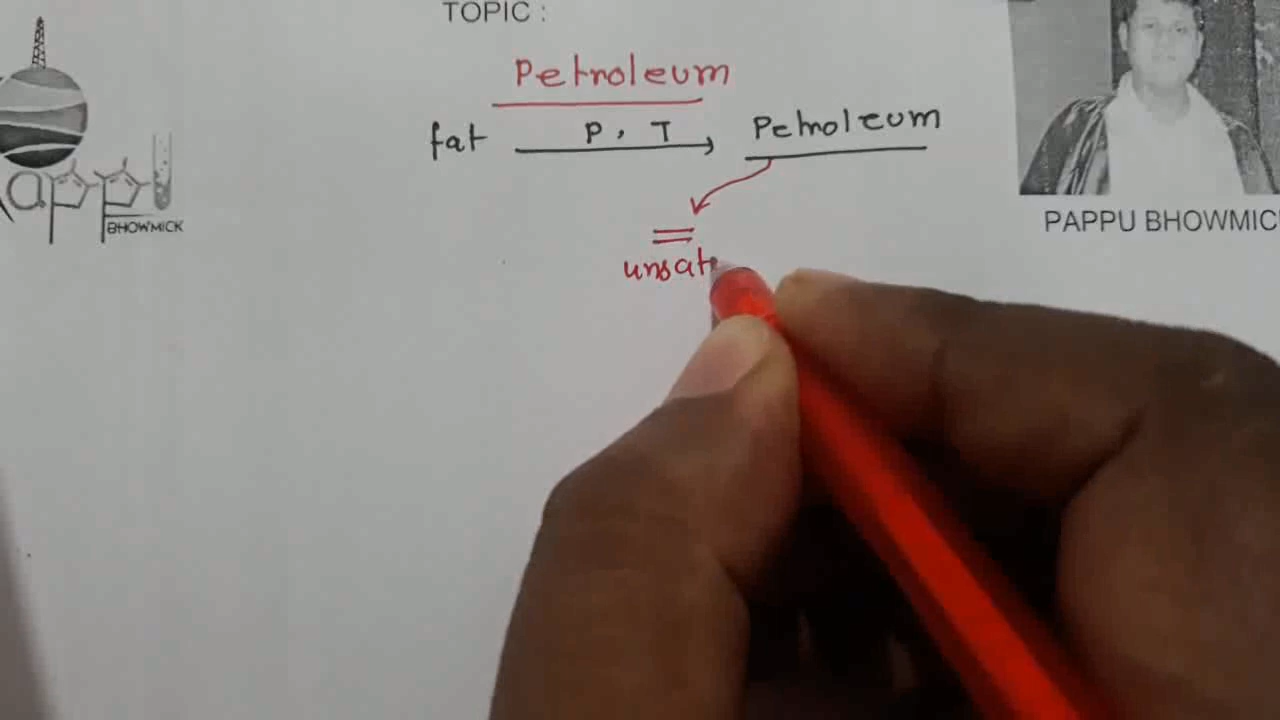 TOPIC :
Petroleum
fat P, T Petroleum
unsat
BHOWMICK
PAPPU BHOWMIC